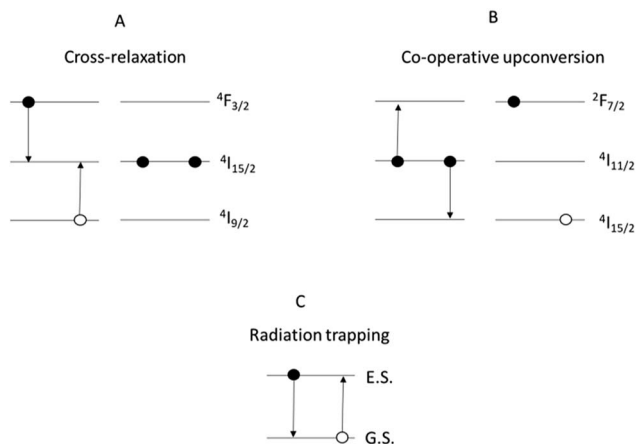 A
Cross-relaxation
⁴F₃/₂
⁴I₁₅/₂
⁴I₉/₂
B
Co-operative upconversion
²F₇/₂
⁴I₁₁/₂
⁴I₁₅/₂
C
Radiation trapping
E.S.
G.S.